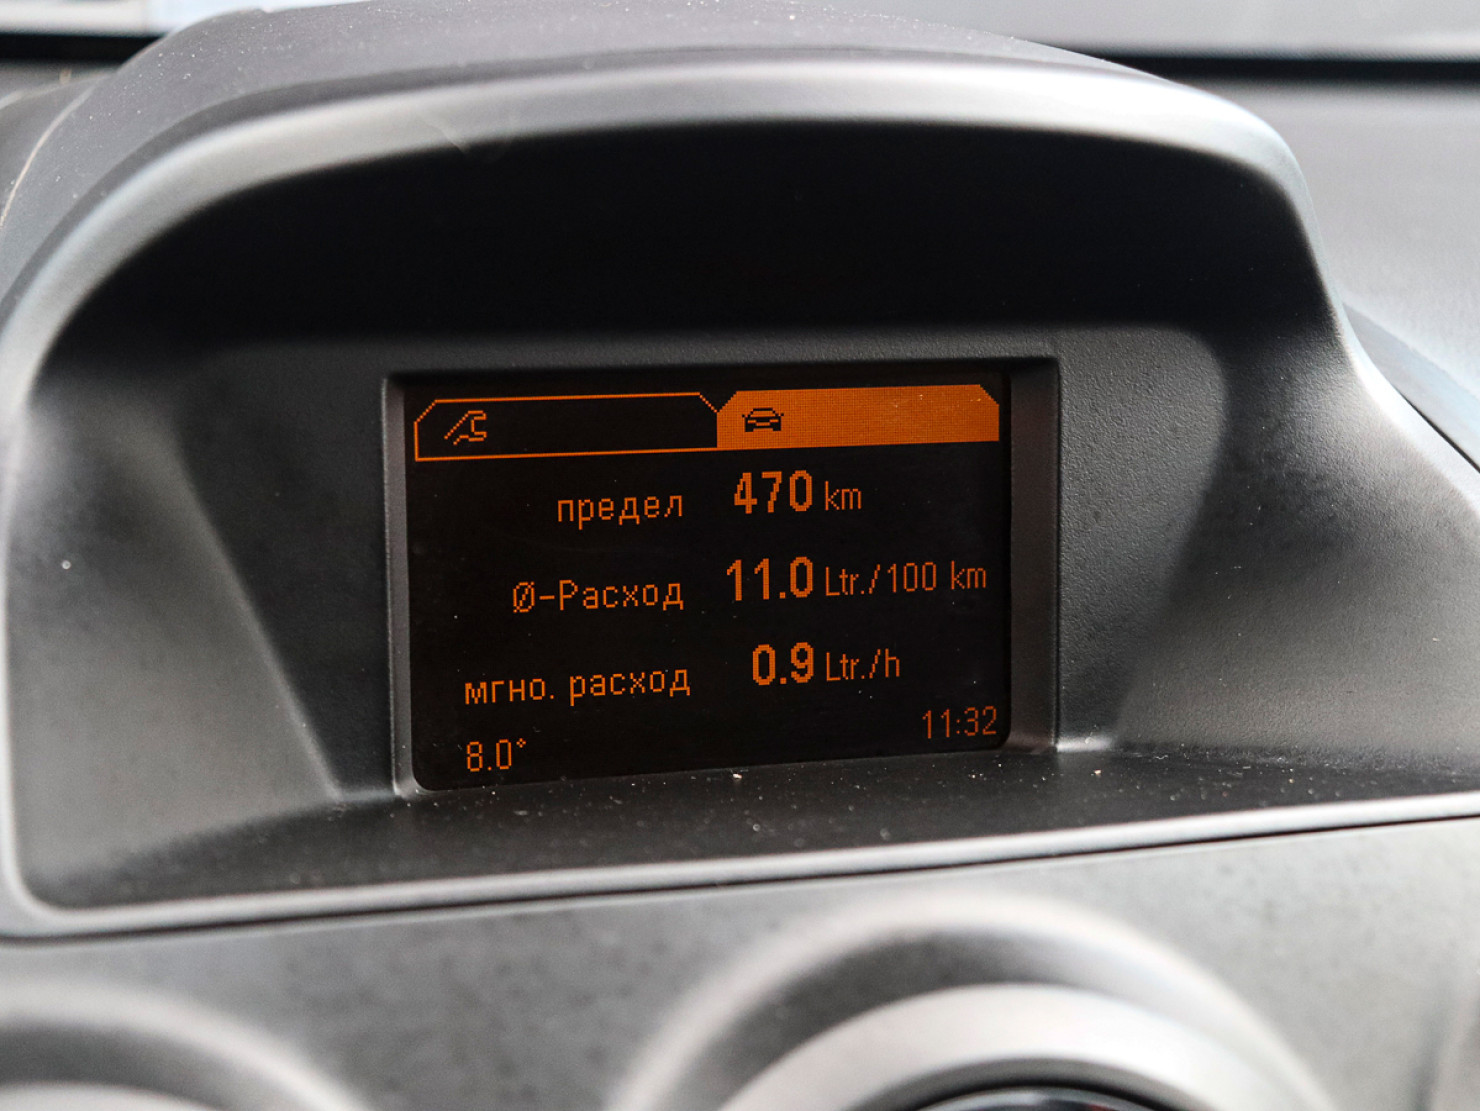 предел 470 km
Ø-Расход 11.0 Ltr./100 km
мгно. расход 0.9 Ltr./h
8.0° 11:32